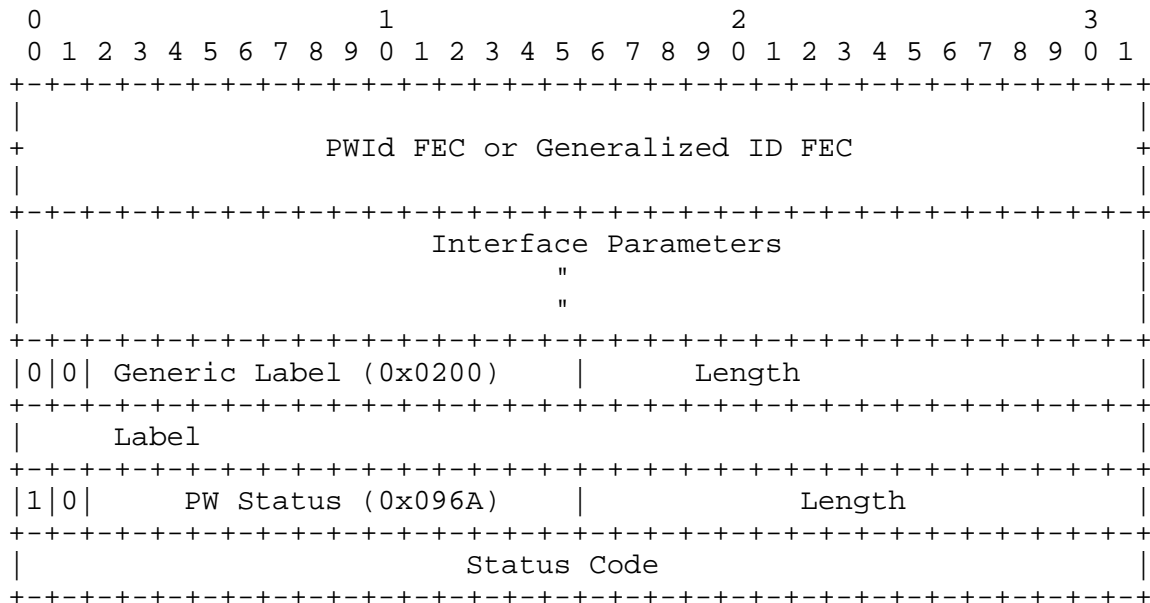 0                   1                   2                   3
 0 1 2 3 4 5 6 7 8 9 0 1 2 3 4 5 6 7 8 9 0 1 2 3 4 5 6 7 8 9 0 1
+-+-+-+-+-+-+-+-+-+-+-+-+-+-+-+-+-+-+-+-+-+-+-+-+-+-+-+-+-+-+-+-+
|                                                               |
+                 PWId FEC or Generalized ID FEC                +
|                                                               |
+-+-+-+-+-+-+-+-+-+-+-+-+-+-+-+-+-+-+-+-+-+-+-+-+-+-+-+-+-+-+-+-+
|                       Interface Parameters                    |
|                              "                                |
|                              "                                |
+-+-+-+-+-+-+-+-+-+-+-+-+-+-+-+-+-+-+-+-+-+-+-+-+-+-+-+-+-+-+-+-+
|0|0| Generic Label (0x0200)    |      Length                   |
+-+-+-+-+-+-+-+-+-+-+-+-+-+-+-+-+-+-+-+-+-+-+-+-+-+-+-+-+-+-+-+-+
|     Label                                                     |
+-+-+-+-+-+-+-+-+-+-+-+-+-+-+-+-+-+-+-+-+-+-+-+-+-+-+-+-+-+-+-+-+
|1|0|     PW Status (0x096A)    |            Length             |
+-+-+-+-+-+-+-+-+-+-+-+-+-+-+-+-+-+-+-+-+-+-+-+-+-+-+-+-+-+-+-+-+
|                         Status Code                           |
+-+-+-+-+-+-+-+-+-+-+-+-+-+-+-+-+-+-+-+-+-+-+-+-+-+-+-+-+-+-+-+-+